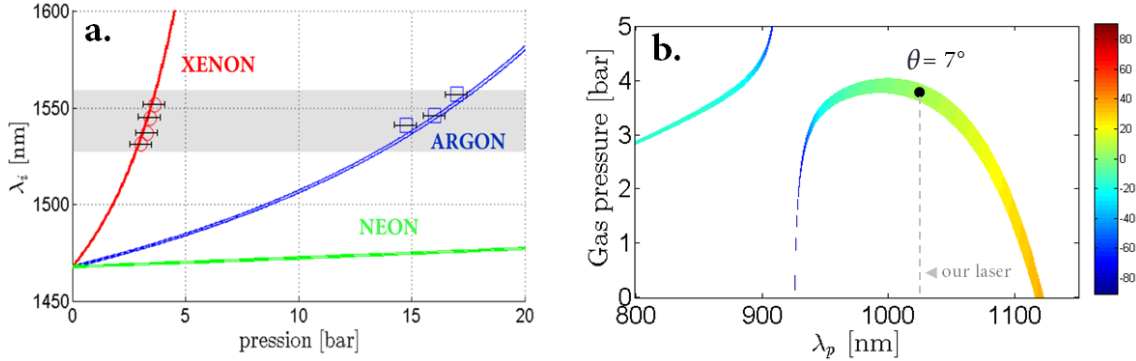 a.
1600
1550
1500
1450
λi [nm]
XENON
ARGON
NEON
0 5 10 15 20
pression [bar]
b.
5
4
3
2
1
0
Gas pressure [bar]
θ = 7°
our laser
800 900 1000 1100
λp [nm]
80
60
40
20
0
-20
-40
-60
-80